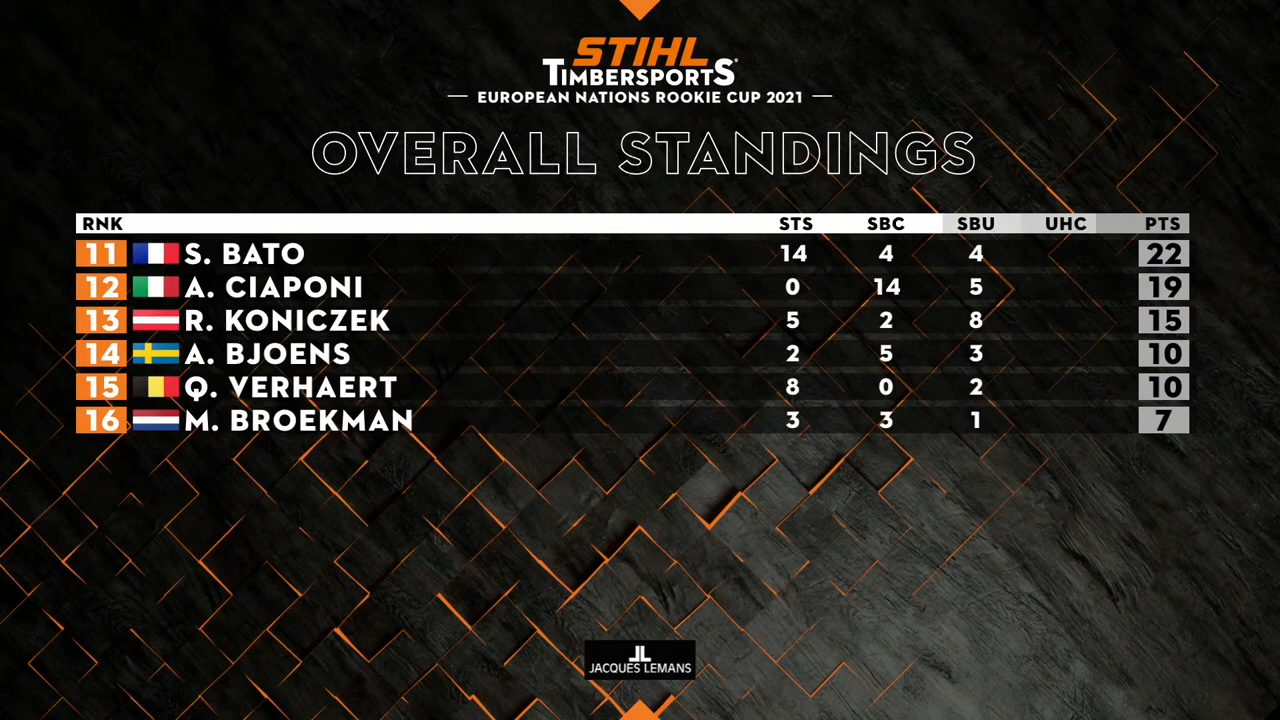 STIHL
TIMBERSPORTS®
EUROPEAN NATIONS ROOKIE CUP 2021
OVERALL STANDINGS
RNK STS SBC SBU UHC PTS
11 S. BATO 14 4 4 22
12 A. CIAPONI 0 14 5 19
13 R. KONICZEK 5 2 8 15
14 A. BJOENS 2 5 3 10
15 Q. VERHAERT 8 0 2 10
16 M. BROEKMAN 3 3 1 7
JL
JACQUES LEMANS